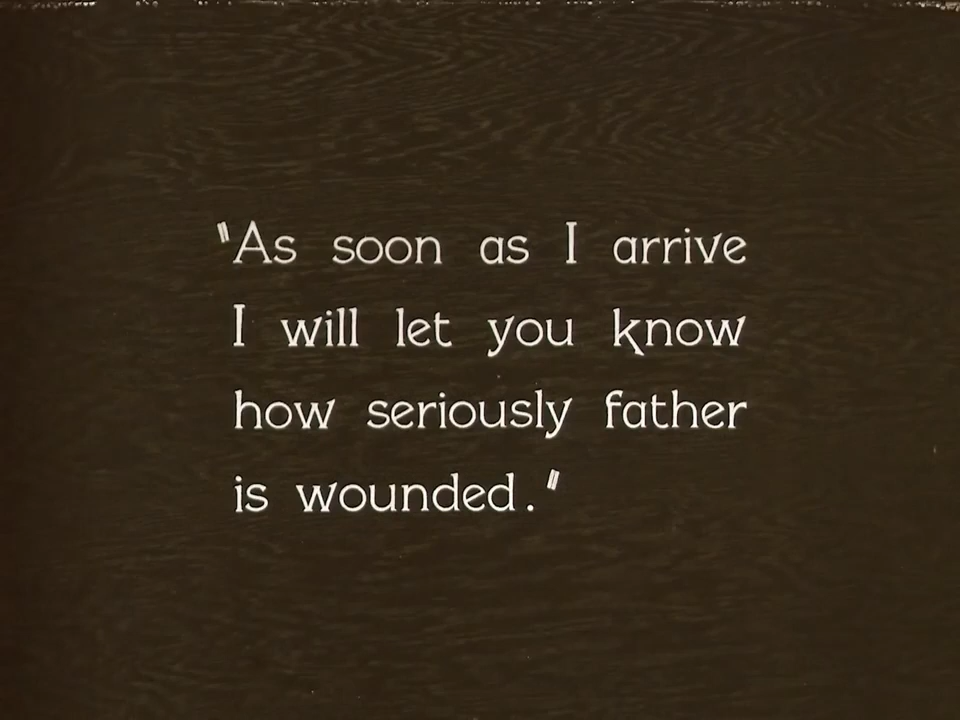 "As soon as I arrive
I will let you know
how seriously father
is wounded."